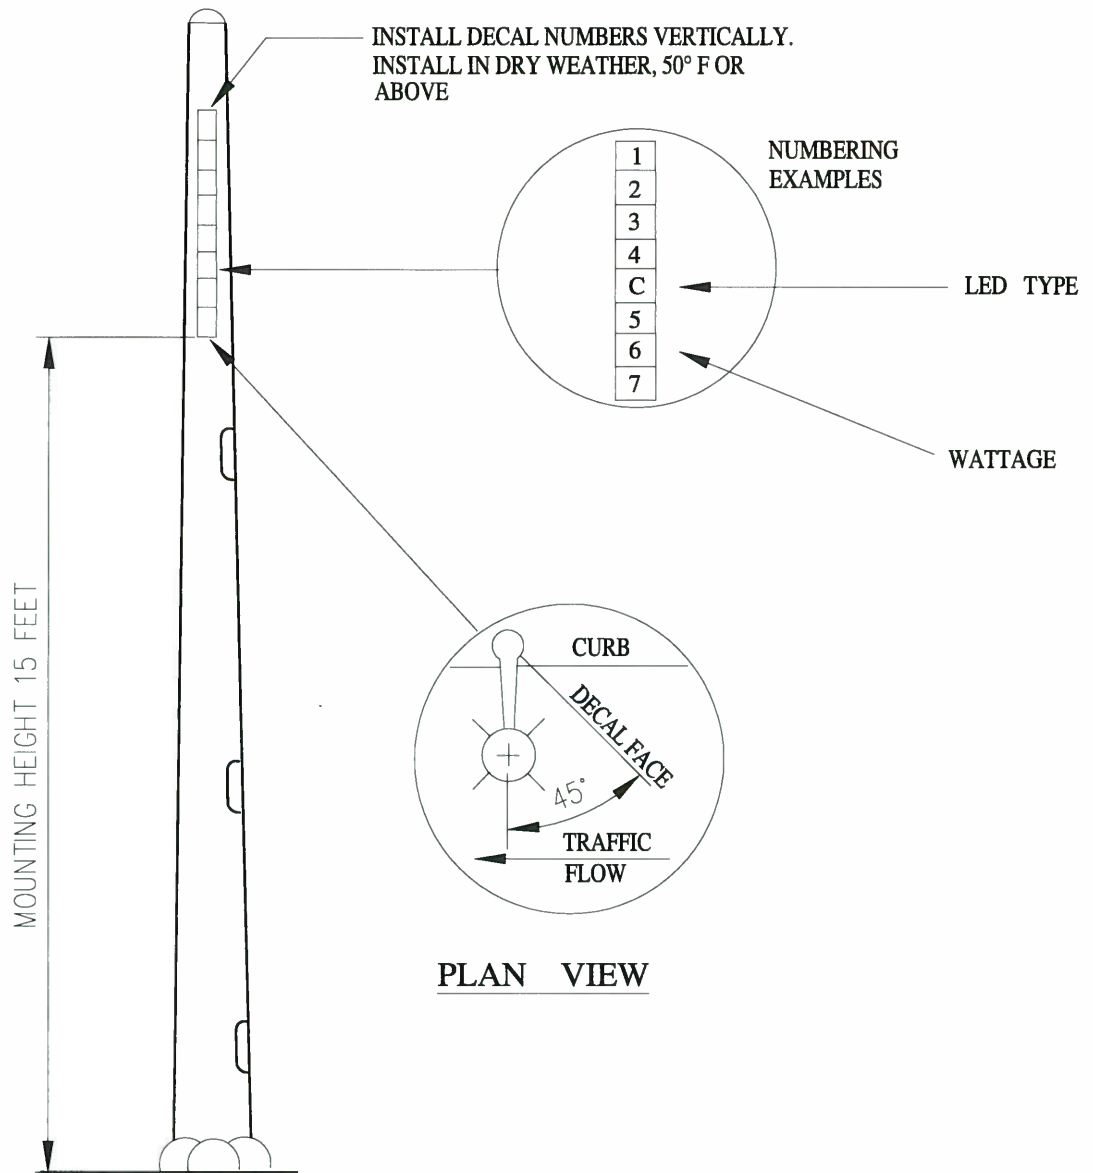 INSTALL DECAL NUMBERS VERTICALLY.
INSTALL IN DRY WEATHER, 50° F OR
ABOVE
NUMBERING
EXAMPLES
1
2
3
4
C
5
6
7
LED TYPE
WATTAGE
MOUNTING HEIGHT 15 FEET
CURB
DECAL FACE
45°
TRAFFIC
FLOW
PLAN VIEW